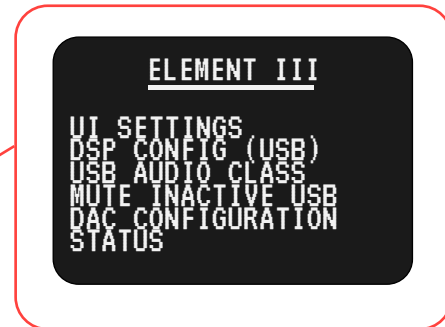 ELEMENT III
UI SETTINGS
DSP CONFIG (USB)
USB AUDIO CLASS
MUTE INACTIVE USB
DAC CONFIGURATION
STATUS